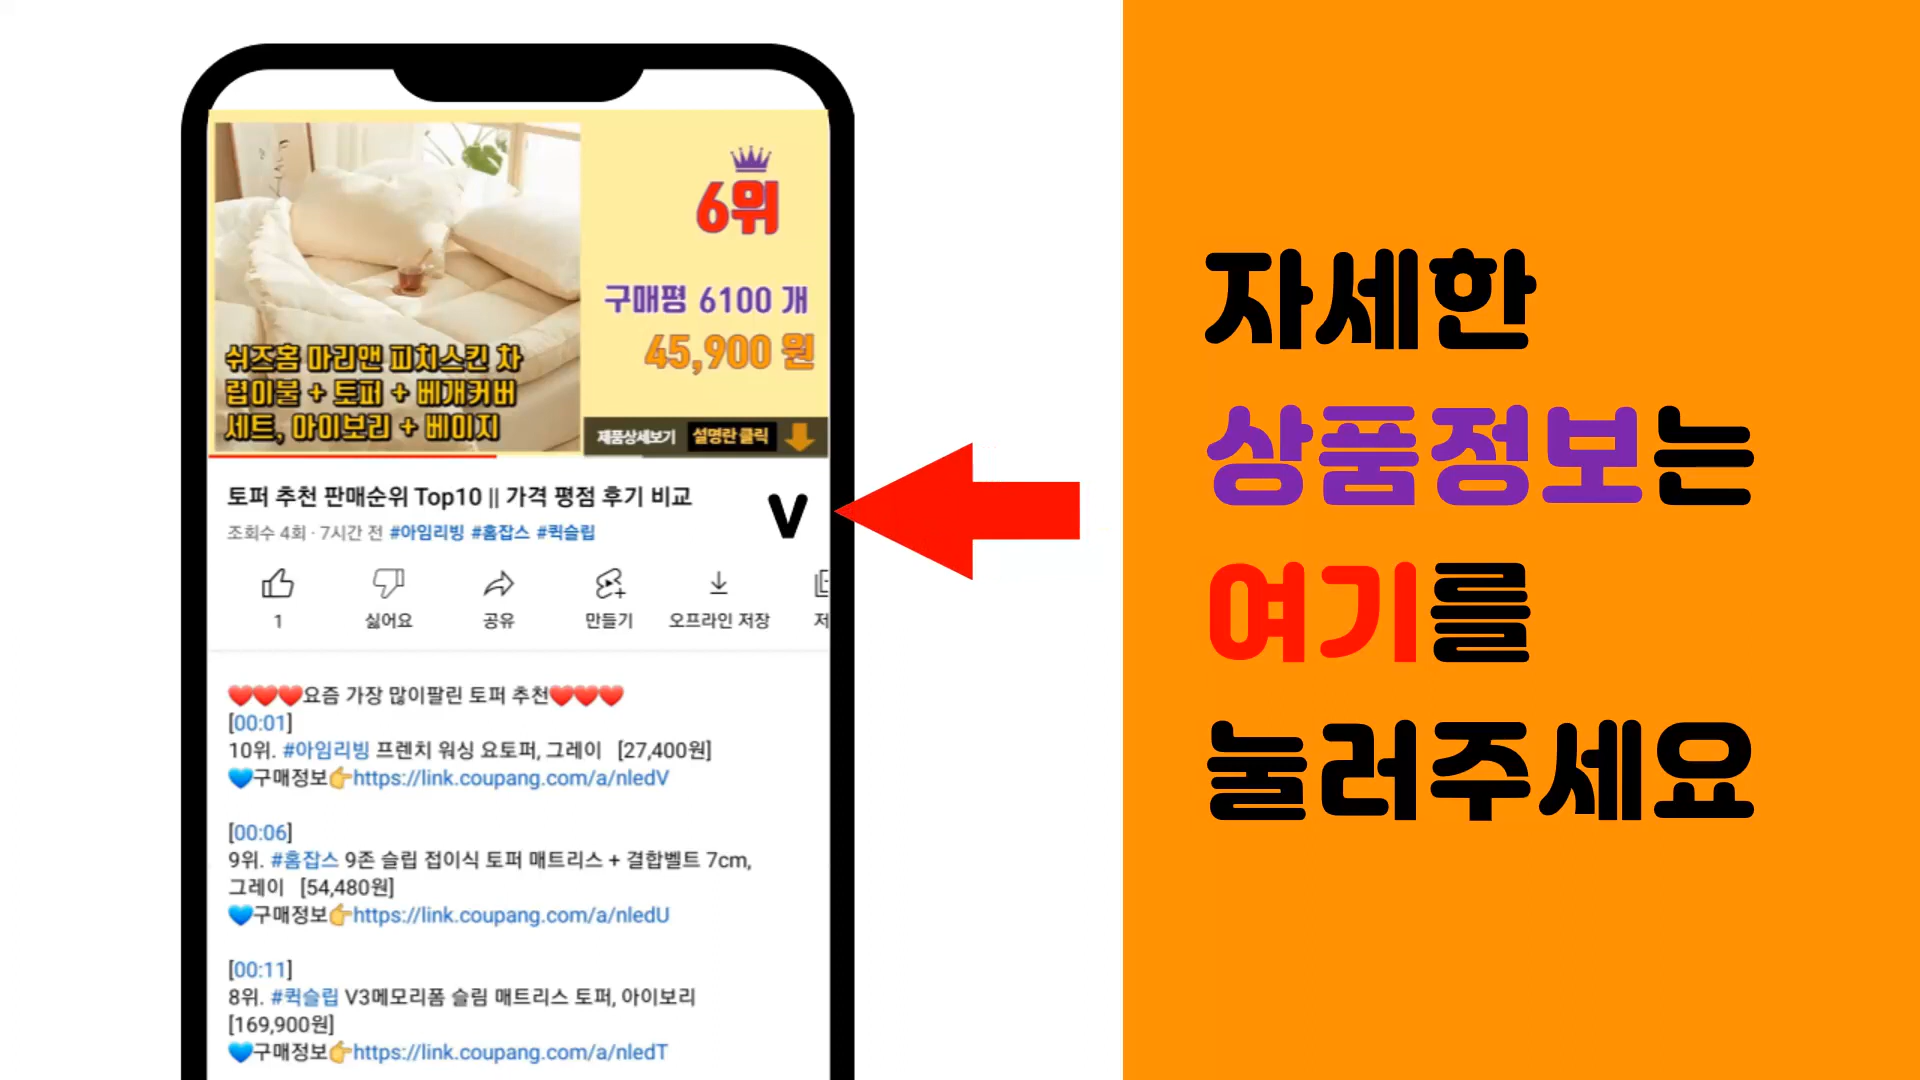 6위
구매평 6100 개
45,900 원
쉬즈홈 마리앤 피치스킨 차
렵이불 + 토퍼 + 베개커버
세트, 아이보리 + 베이지
제품상세보기 설명란 클릭
토퍼 추천 판매순위 Top10 || 가격 평점 후기 비교
V
조회수 4회 · 7시간 전 #아임리빙 #홈잡스 #퀵슬립
1 싫어요 공유 만들기 오프라인 저장 저
❤❤❤요즘 가장 많이팔린 토퍼 추천❤❤❤
[00:01]
10위. #아임리빙 프렌치 워싱 요토퍼, 그레이 [27,400원]
💙구매정보👉https://link.coupang.com/a/nledV
[00:06]
9위. #홈잡스 9존 슬립 접이식 토퍼 매트리스 + 결합벨트 7cm,
그레이 [54,480원]
💙구매정보👉https://link.coupang.com/a/nledU
[00:11]
8위. #퀵슬립 V3메모리폼 슬림 매트리스 토퍼, 아이보리
[169,900원]
💙구매정보👉https://link.coupang.com/a/nledT
자세한
상품정보는
여기를
눌러주세요